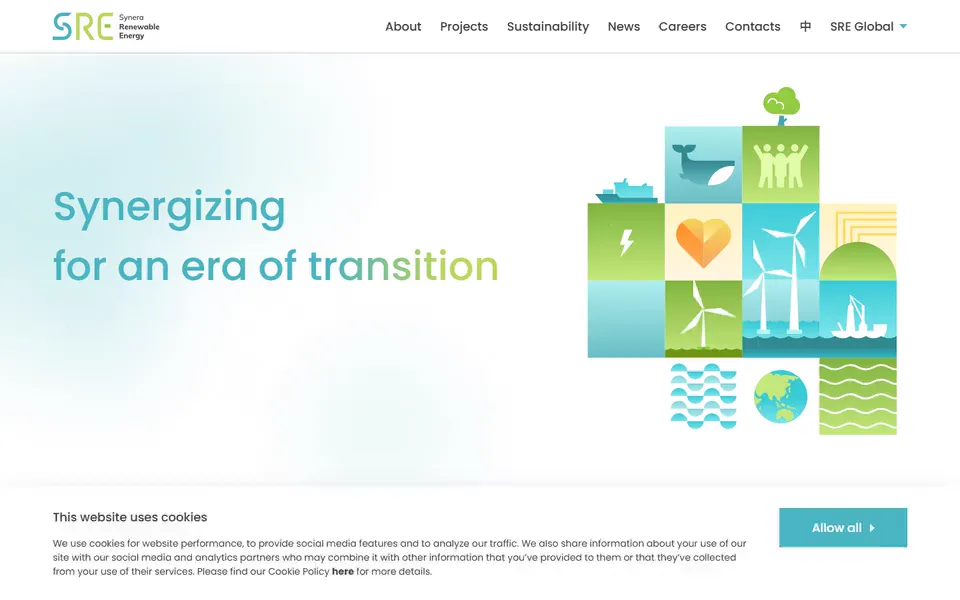 SRE
Synera
Renewable
Energy
About
Projects
Sustainability
News
Careers
Contacts
中
SRE Global
Synergizing
for an era of transition
This website uses cookies
We use cookies for website performance, to provide social media features and to analyze our traffic. We also share information about your use of our
site with our social media and analytics partners who may combine it with other information that you’ve provided to them or that they’ve collected
from your use of their services. Please find our Cookie Policy here for more details.
Allow all